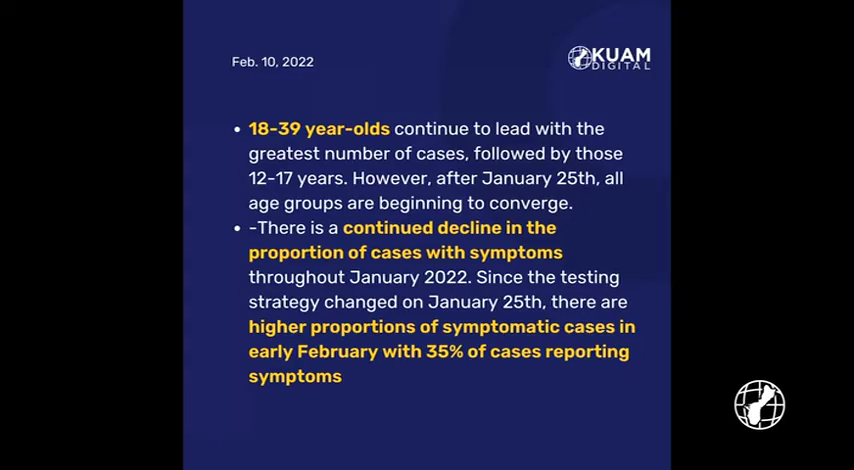 Feb. 10, 2022
KUAM
DIGITAL
• 18-39 year-olds continue to lead with the
greatest number of cases, followed by those
12-17 years. However, after January 25th, all
age groups are beginning to converge.
• -There is a continued decline in the
proportion of cases with symptoms
throughout January 2022. Since the testing
strategy changed on January 25th, there are
higher proportions of symptomatic cases in
early February with 35% of cases reporting
symptoms